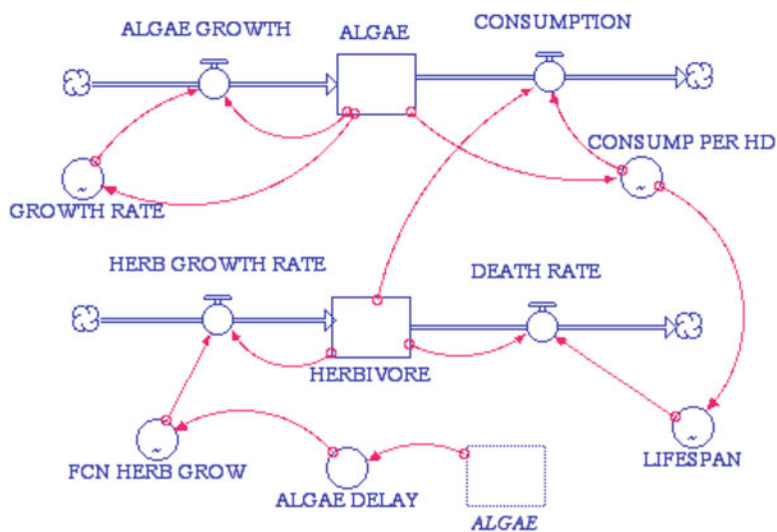 ALGAE GROWTH
ALGAE
CONSUMPTION
CONSUMP PER HD
~
~
GROWTH RATE
HERB GROWTH RATE
DEATH RATE
HERBIVORE
~
~
FCN HERB GROW
ALGAE DELAY
LIFESPAN
ALGAE